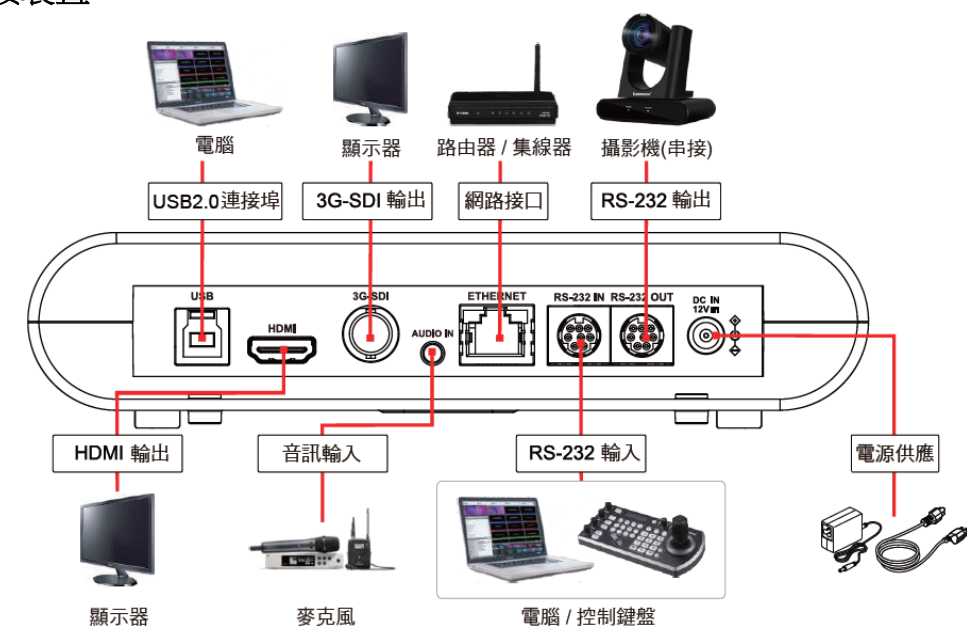 電腦
顯示器
路由器 / 集線器
攝影機(串接)
USB2.0連接埠
3G-SDI 輸出
網路接口
RS-232 輸出
USB
HDMI
3G-SDI
AUDIO IN
ETHERNET
RS-232 IN
RS-232 OUT
DC IN
12V
HDMI 輸出
音訊輸入
RS-232 輸入
電源供應
顯示器
麥克風
電腦 / 控制鍵盤